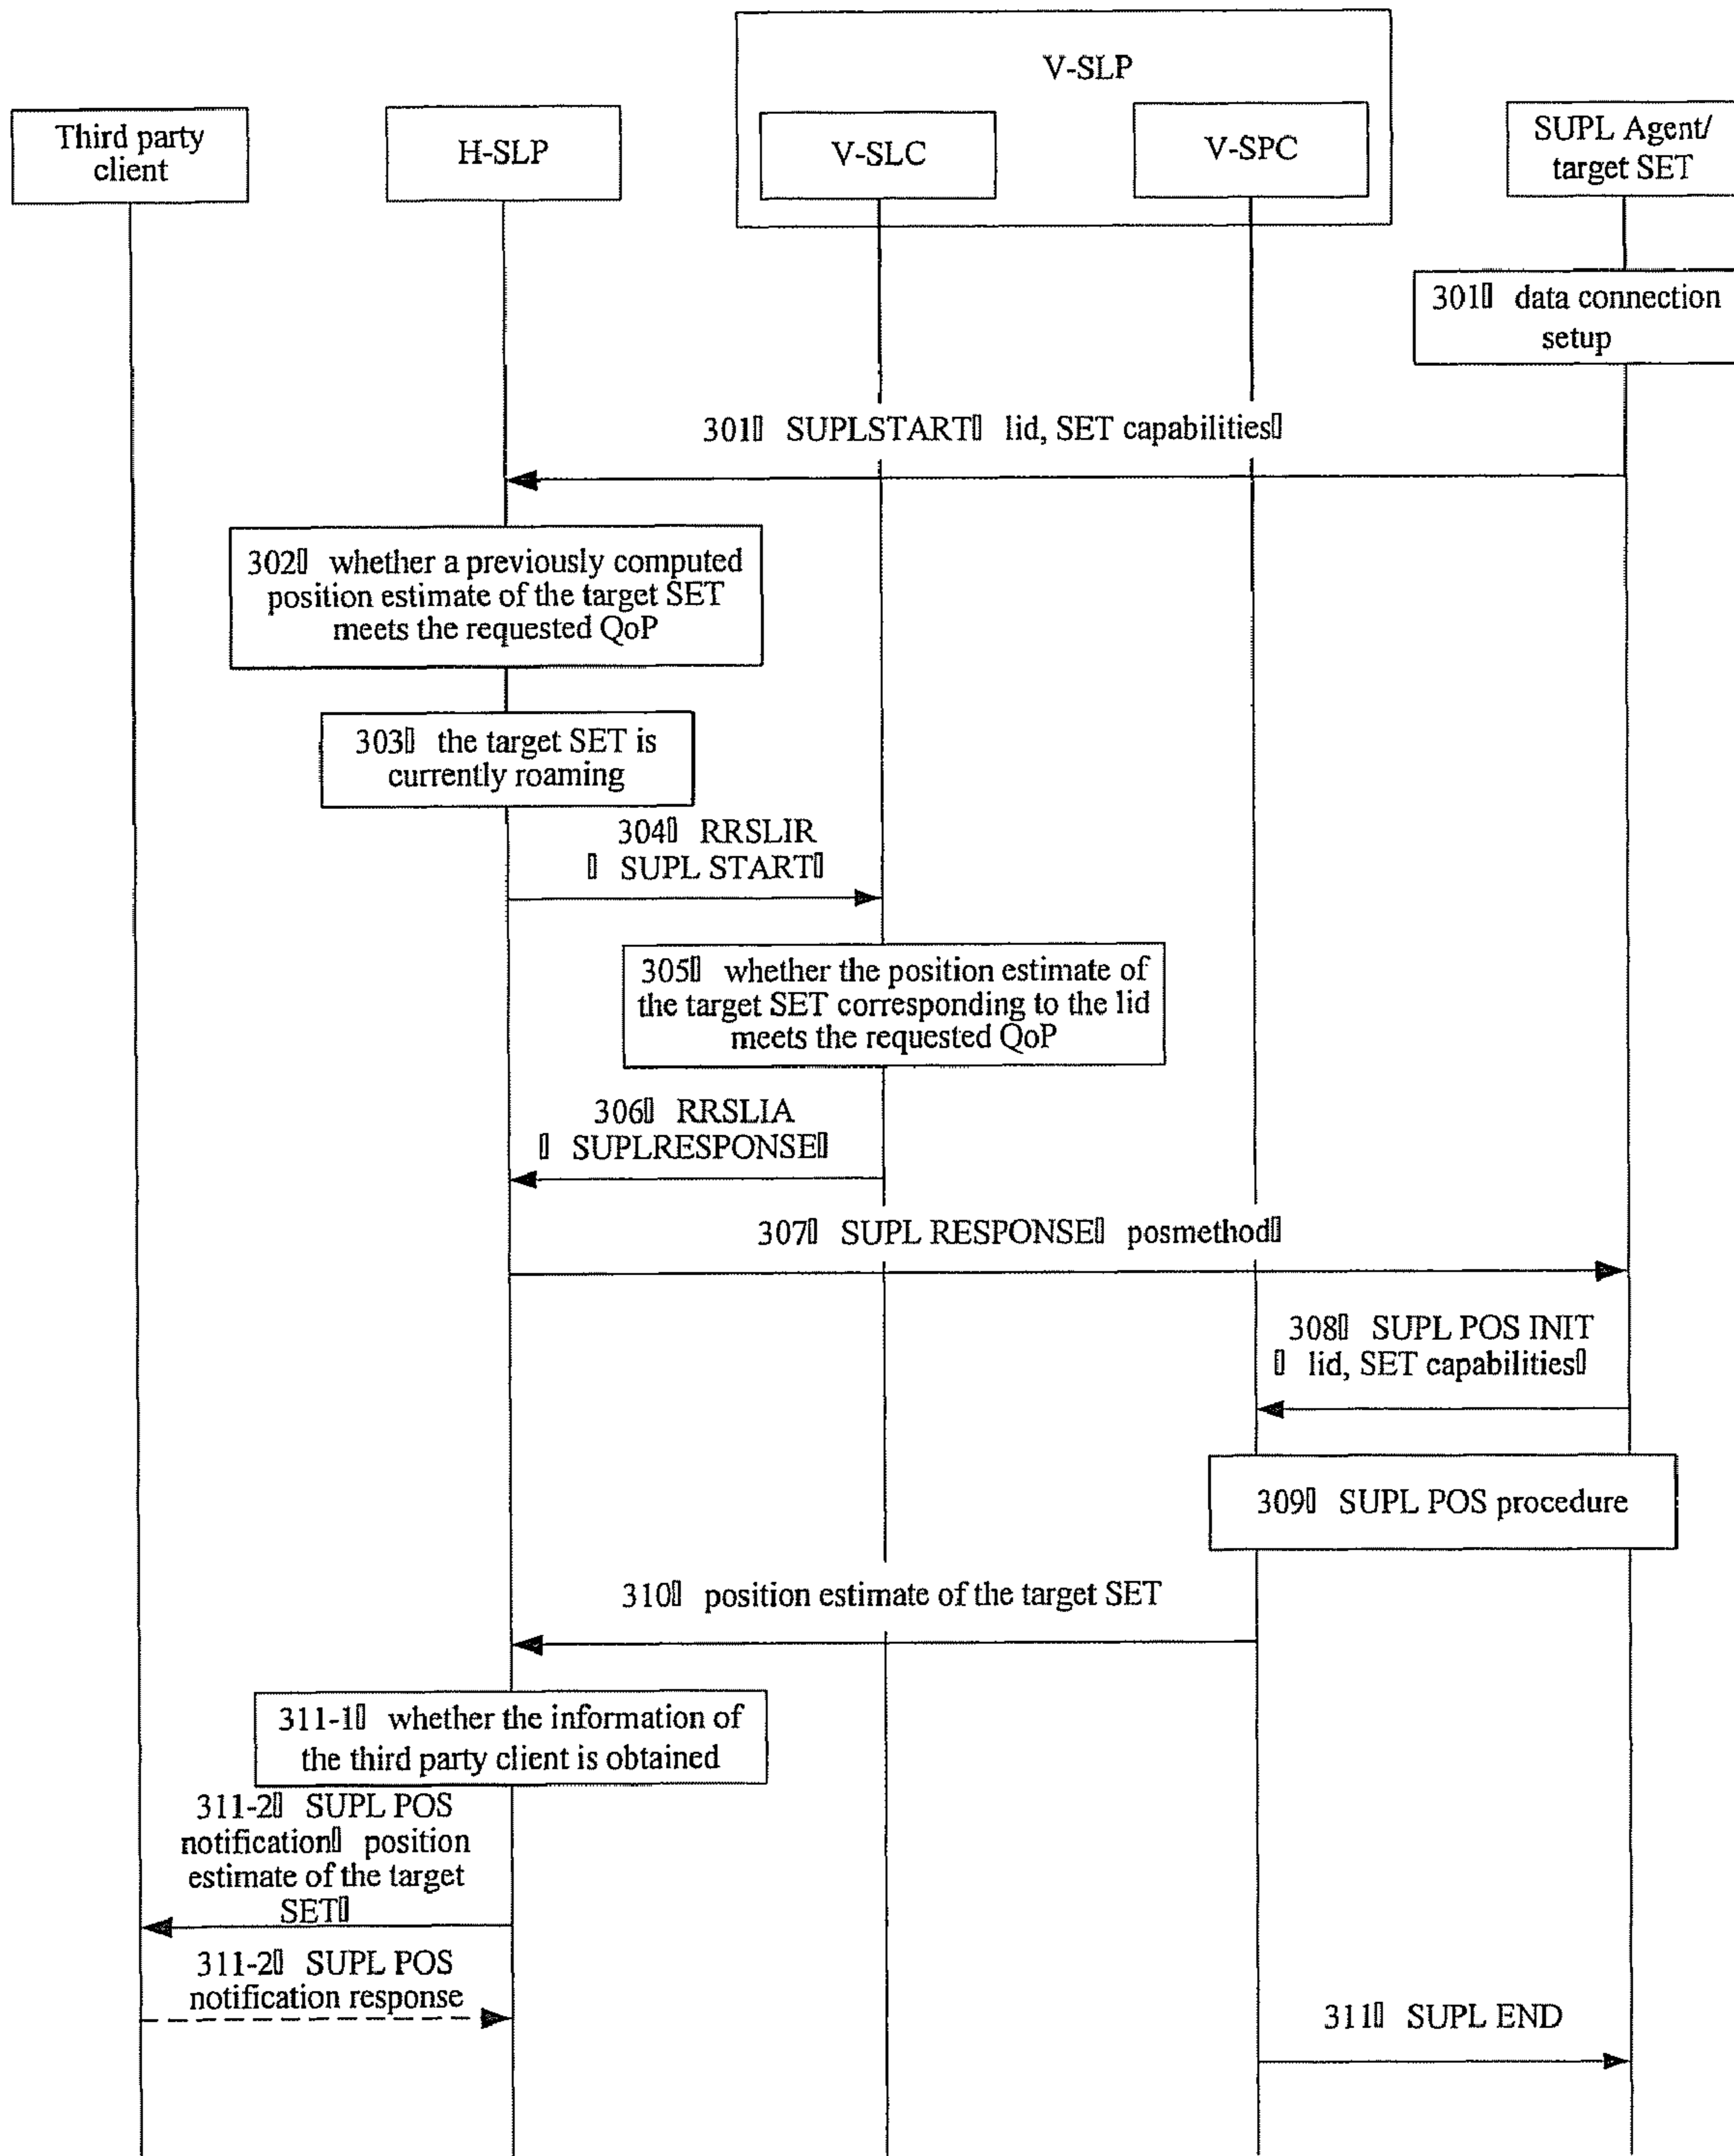 V-SLP
Third party
client
H-SLP
V-SLC
V-SPC
SUPL Agent/
target SET
301▯ data connection
setup
301▯ SUPLSTART▯ lid, SET capabilities▯
302▯ whether a previously computed
position estimate of the target SET
meets the requested QoP
303▯ the target SET is
currently roaming
304▯ RRSLIR
▯ SUPL START▯
305▯ whether the position estimate of
the target SET corresponding to the lid
meets the requested QoP
306▯ RRSLIA
▯ SUPLRESPONSE▯
307▯ SUPL RESPONSE▯ posmethod▯
308▯ SUPL POS INIT
▯ lid, SET capabilities▯
309▯ SUPL POS procedure
310▯ position estimate of the target SET
311-1▯ whether the information of
the third party client is obtained
311-2▯ SUPL POS
notification▯ position
estimate of the target
SET▯
311-2▯ SUPL POS
notification response
311▯ SUPL END